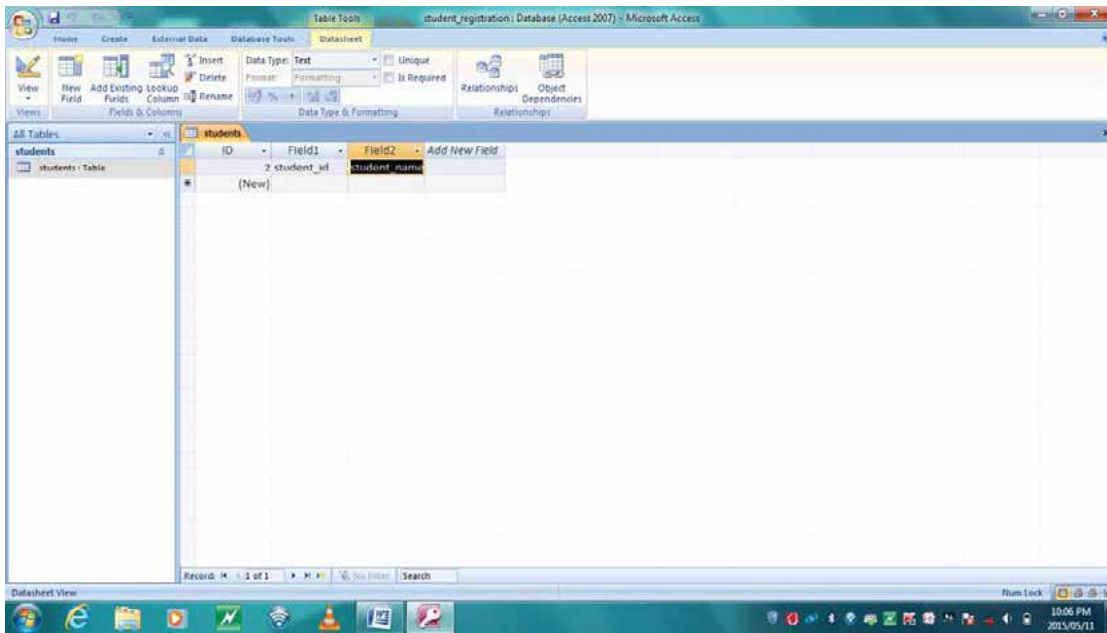 Table Tools
student_registration : Database (Access 2007) - Microsoft Access
Home Create External Data Database Tools Datasheet
View
New Field
Add Existing Fields
Lookup Column
Insert
Delete
Rename
Data Type: Text
Format: Formatting
Unique
Is Required
Relationships
Object Dependencies
Views
Fields & Columns
Data Type & Formatting
Relationships
All Tables
students
students : Table
students
ID Field1 Field2 Add New Field
2 student_id student_name
(New)
Record: 1 of 1 No Filter Search
Datasheet View
Num Lock
10:06 PM
2015/05/11